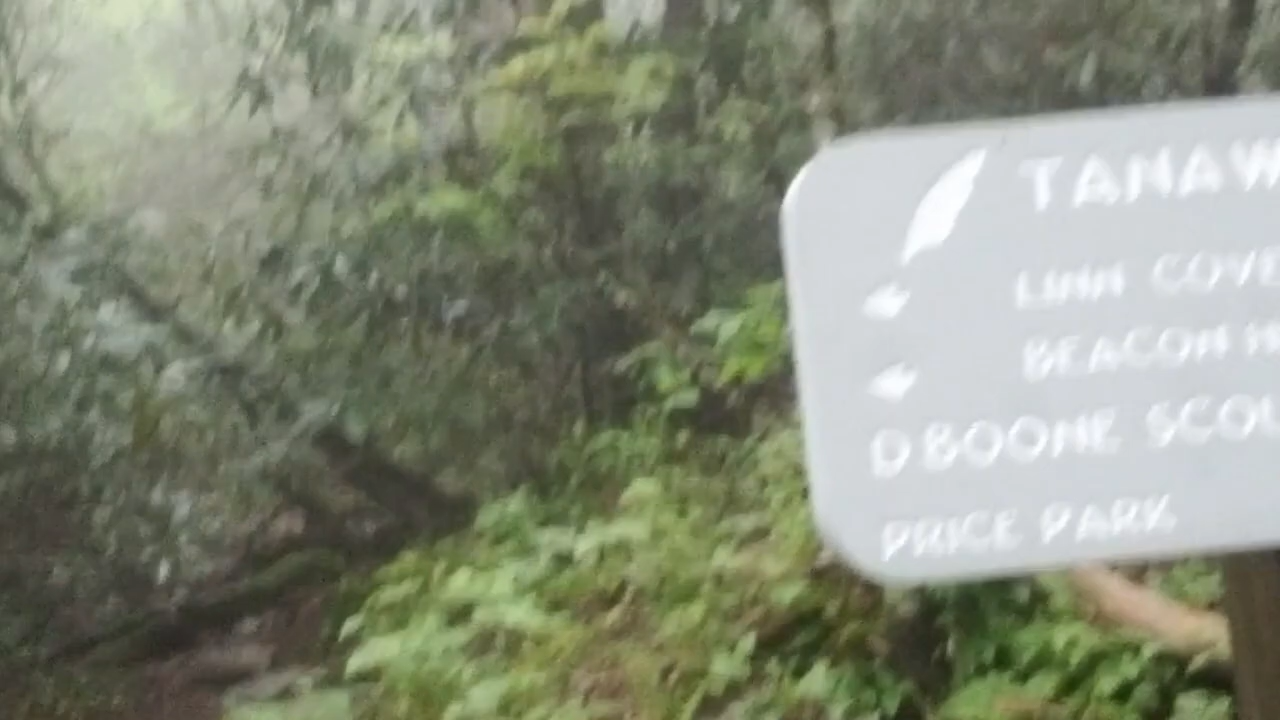 TANAW
LINN COVE
BEACON H
D BOONE SCOU
PRICE PARK